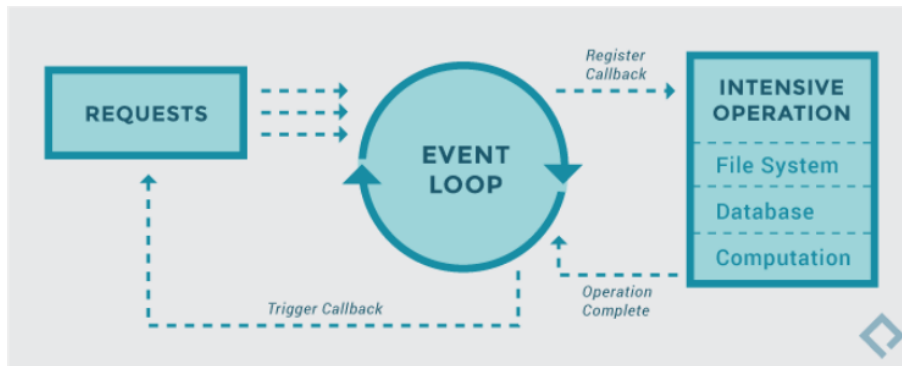 REQUESTS
EVENT
LOOP
Register
Callback
INTENSIVE
OPERATION
File System
Database
Computation
Operation
Complete
Trigger Callback